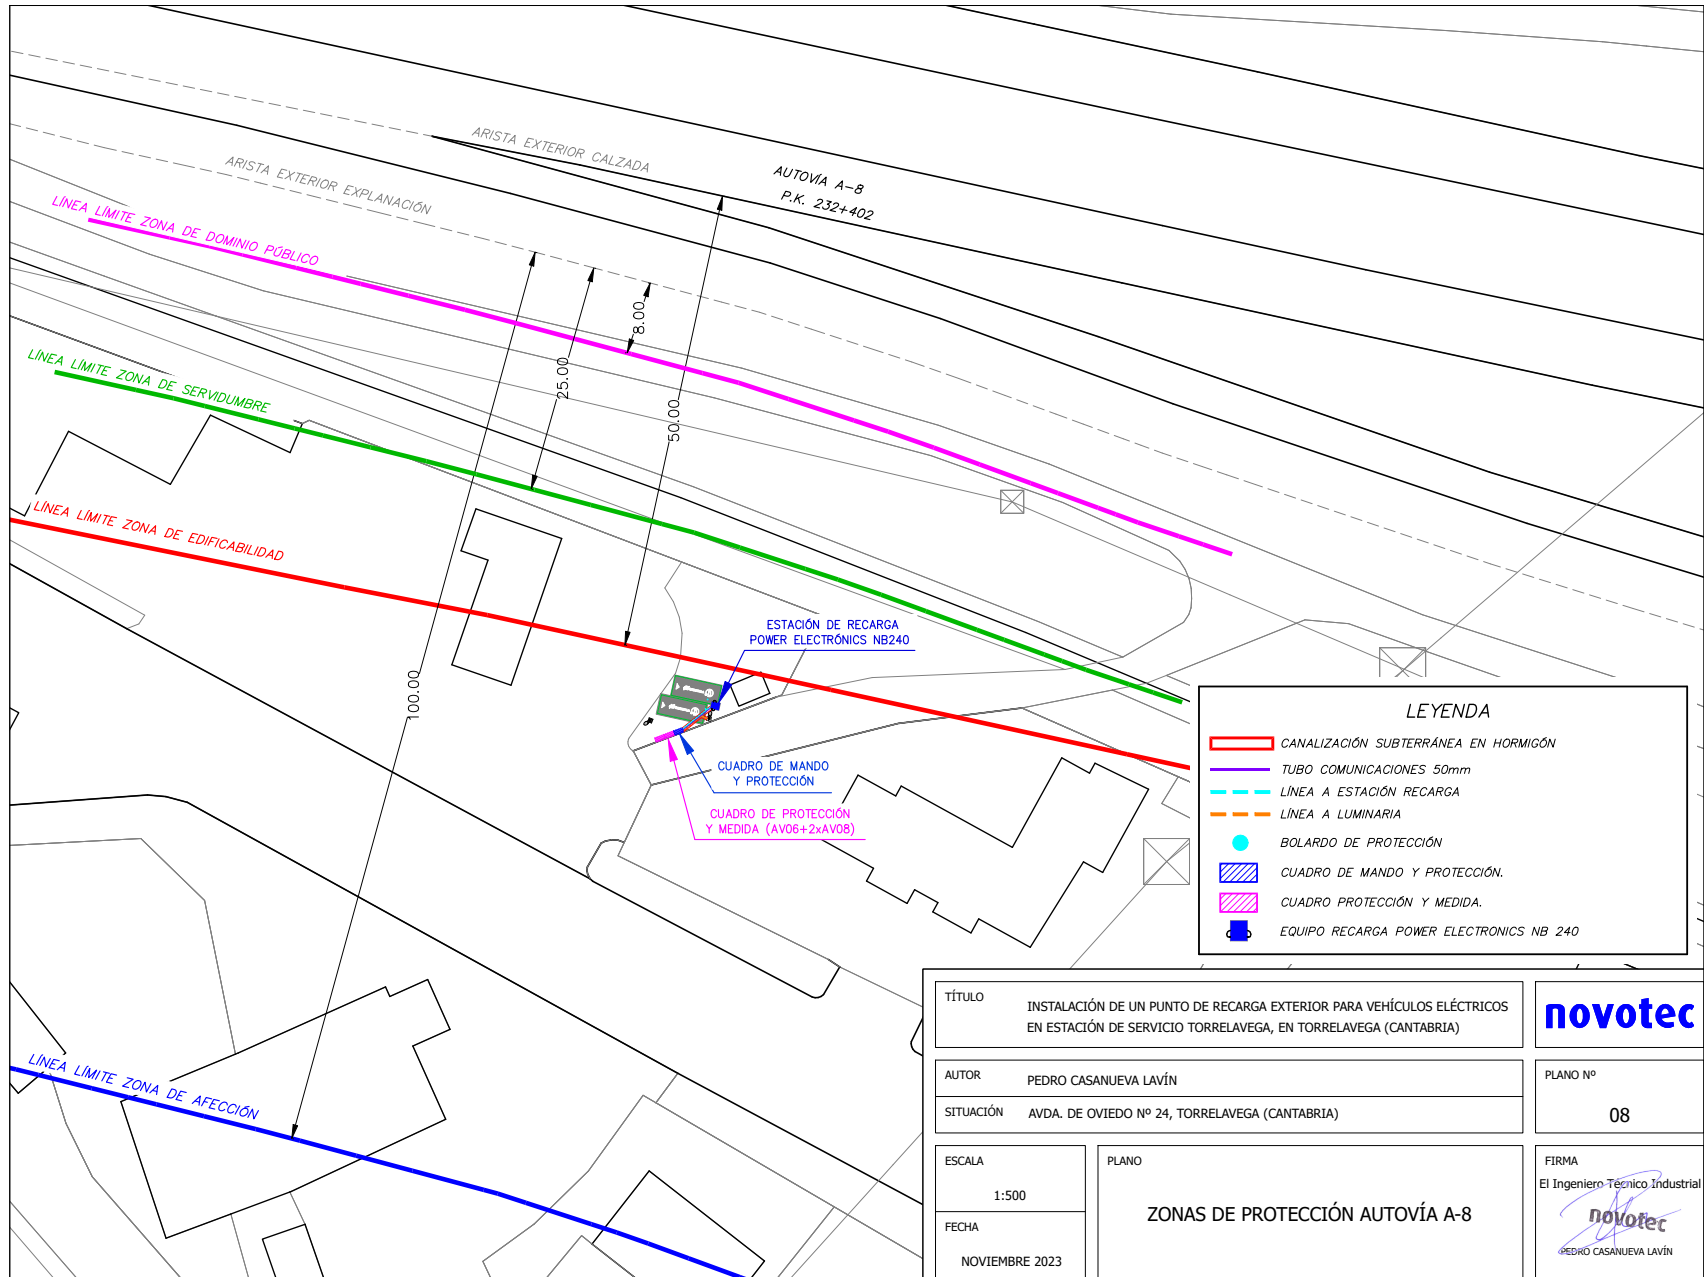 ARISTA EXTERIOR CALZADA
ARISTA EXTERIOR EXPLANACIÓN
AUTOVÍA A-8
P.K. 232+402
LÍNEA LÍMITE ZONA DE DOMINIO PÚBLICO
8.00
25.00
50.00
100.00
LÍNEA LÍMITE ZONA DE SERVIDUMBRE
LÍNEA LÍMITE ZONA DE EDIFICABILIDAD
ESTACIÓN DE RECARGA
POWER ELECTRÓNICS NB240
CUADRO DE MANDO
Y PROTECCIÓN
CUADRO DE PROTECCIÓN
Y MEDIDA (AV06+2xAV08)
LÍNEA LÍMITE ZONA DE AFECCIÓN
LEYENDA
CANALIZACIÓN SUBTERRÁNEA EN HORMIGÓN
TUBO COMUNICACIONES 50mm
LÍNEA A ESTACIÓN RECARGA
LÍNEA A LUMINARIA
BOLARDO DE PROTECCIÓN
CUADRO DE MANDO Y PROTECCIÓN.
CUADRO PROTECCIÓN Y MEDIDA.
EQUIPO RECARGA POWER ELECTRONICS NB 240
TÍTULO
INSTALACIÓN DE UN PUNTO DE RECARGA EXTERIOR PARA VEHÍCULOS ELÉCTRICOS
EN ESTACIÓN DE SERVICIO TORRELAVEGA, EN TORRELAVEGA (CANTABRIA)
novotec
AUTOR
PEDRO CASANUEVA LAVÍN
SITUACIÓN
AVDA. DE OVIEDO Nº 24, TORRELAVEGA (CANTABRIA)
PLANO Nº
08
ESCALA
1:500
FECHA
NOVIEMBRE 2023
PLANO
ZONAS DE PROTECCIÓN AUTOVÍA A-8
FIRMA
El Ingeniero Técnico Industrial
novotec
PEDRO CASANUEVA LAVÍN